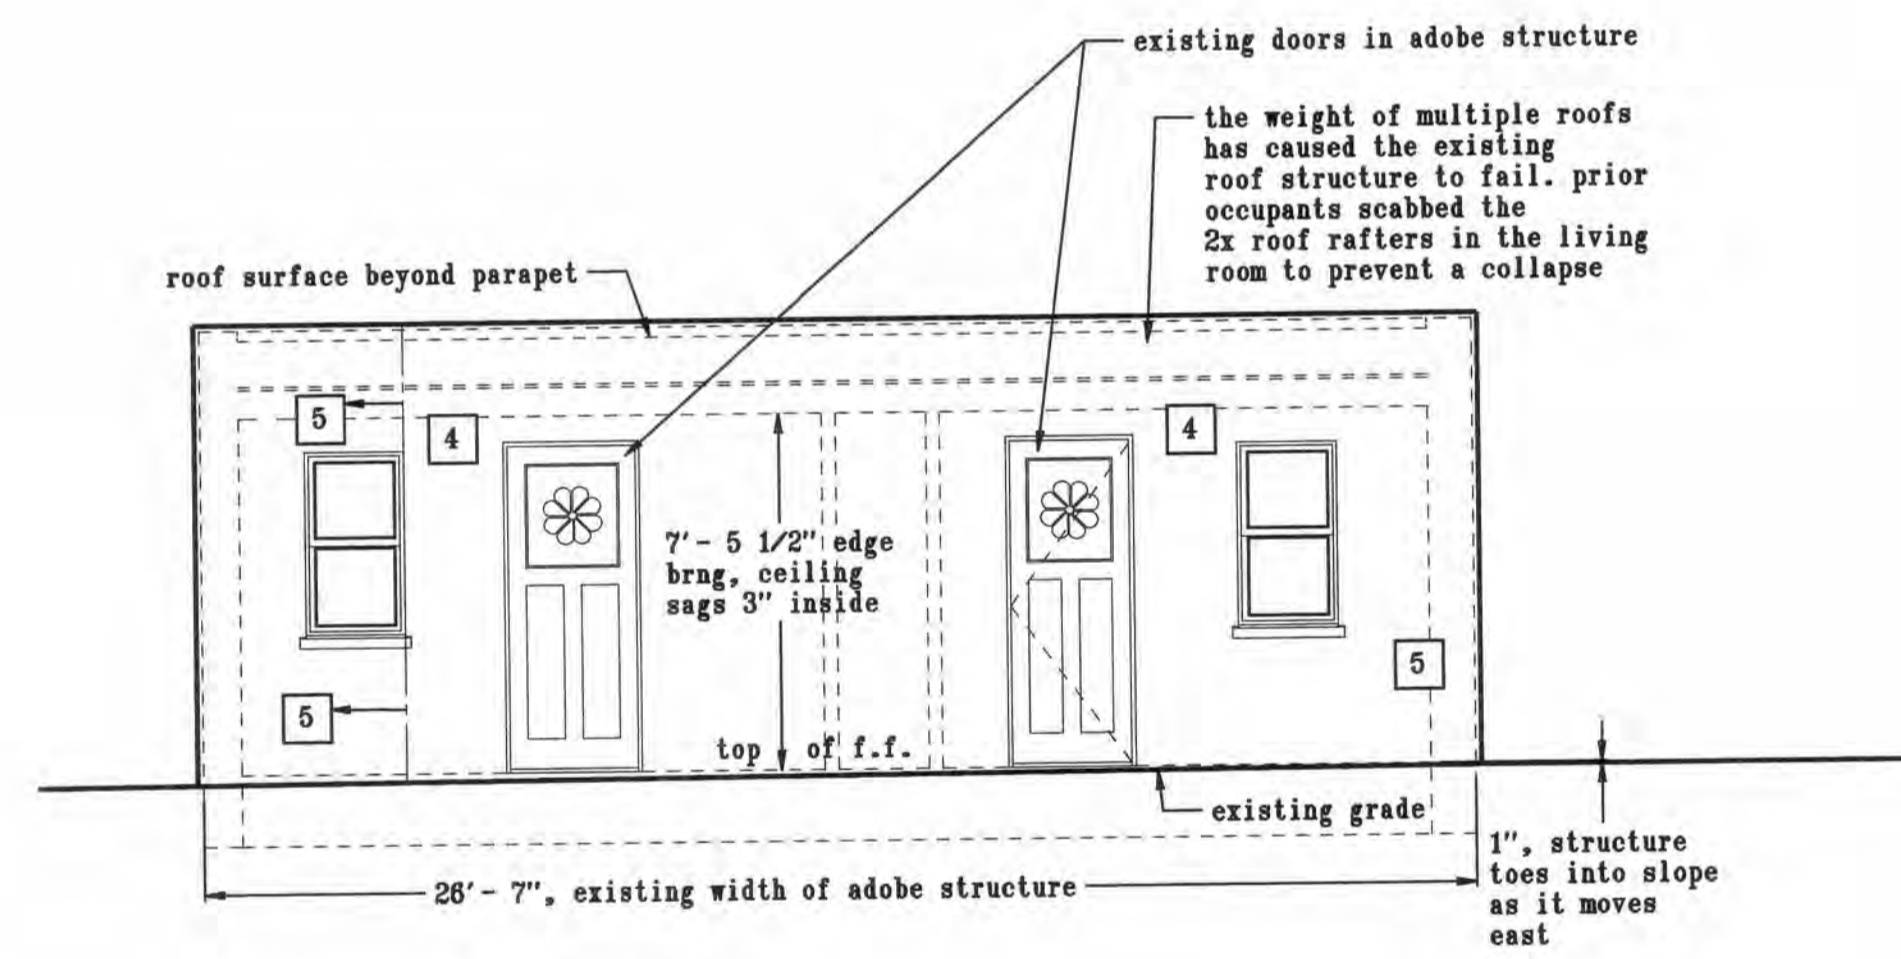 existing doors in adobe structure
the weight of multiple roofs
has caused the existing
roof structure to fail. prior
occupants scabbed the
2x roof rafters in the living
room to prevent a collapse
roof surface beyond parapet
5
4
4
7'- 5 1/2" edge
brng, ceiling
sags 3" inside
5
5
top of f.f.
existing grade
1", structure
toes into slope
as it moves
east
26'- 7", existing width of adobe structure